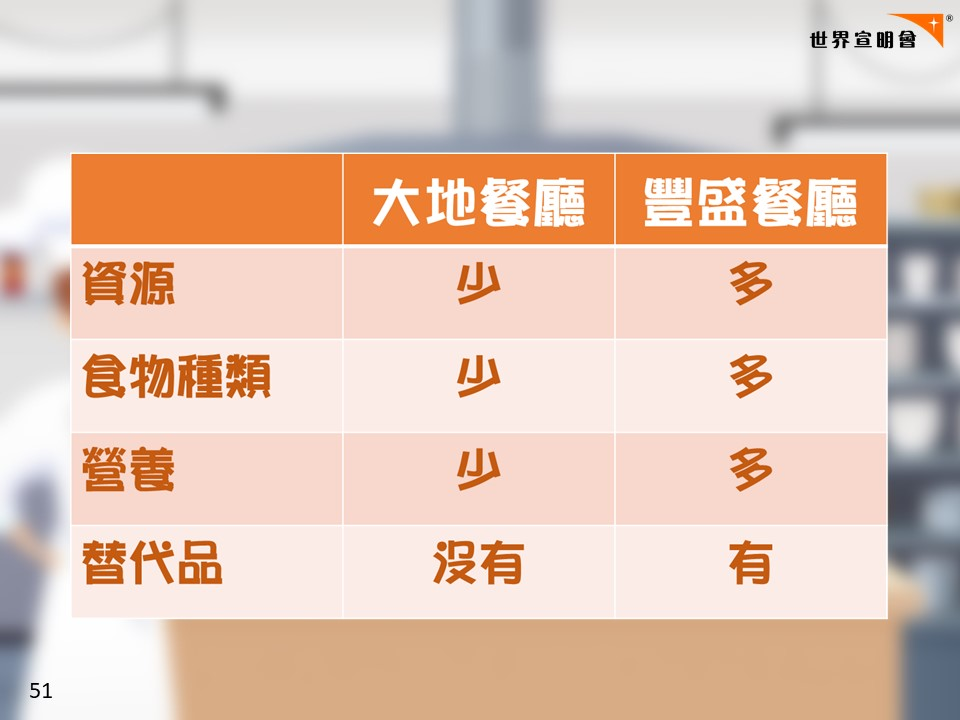 世界宣明會®
大地餐廳 豐盛餐廳
資源 少 多
食物種類 少 多
營養 少 多
替代品 沒有 有
51